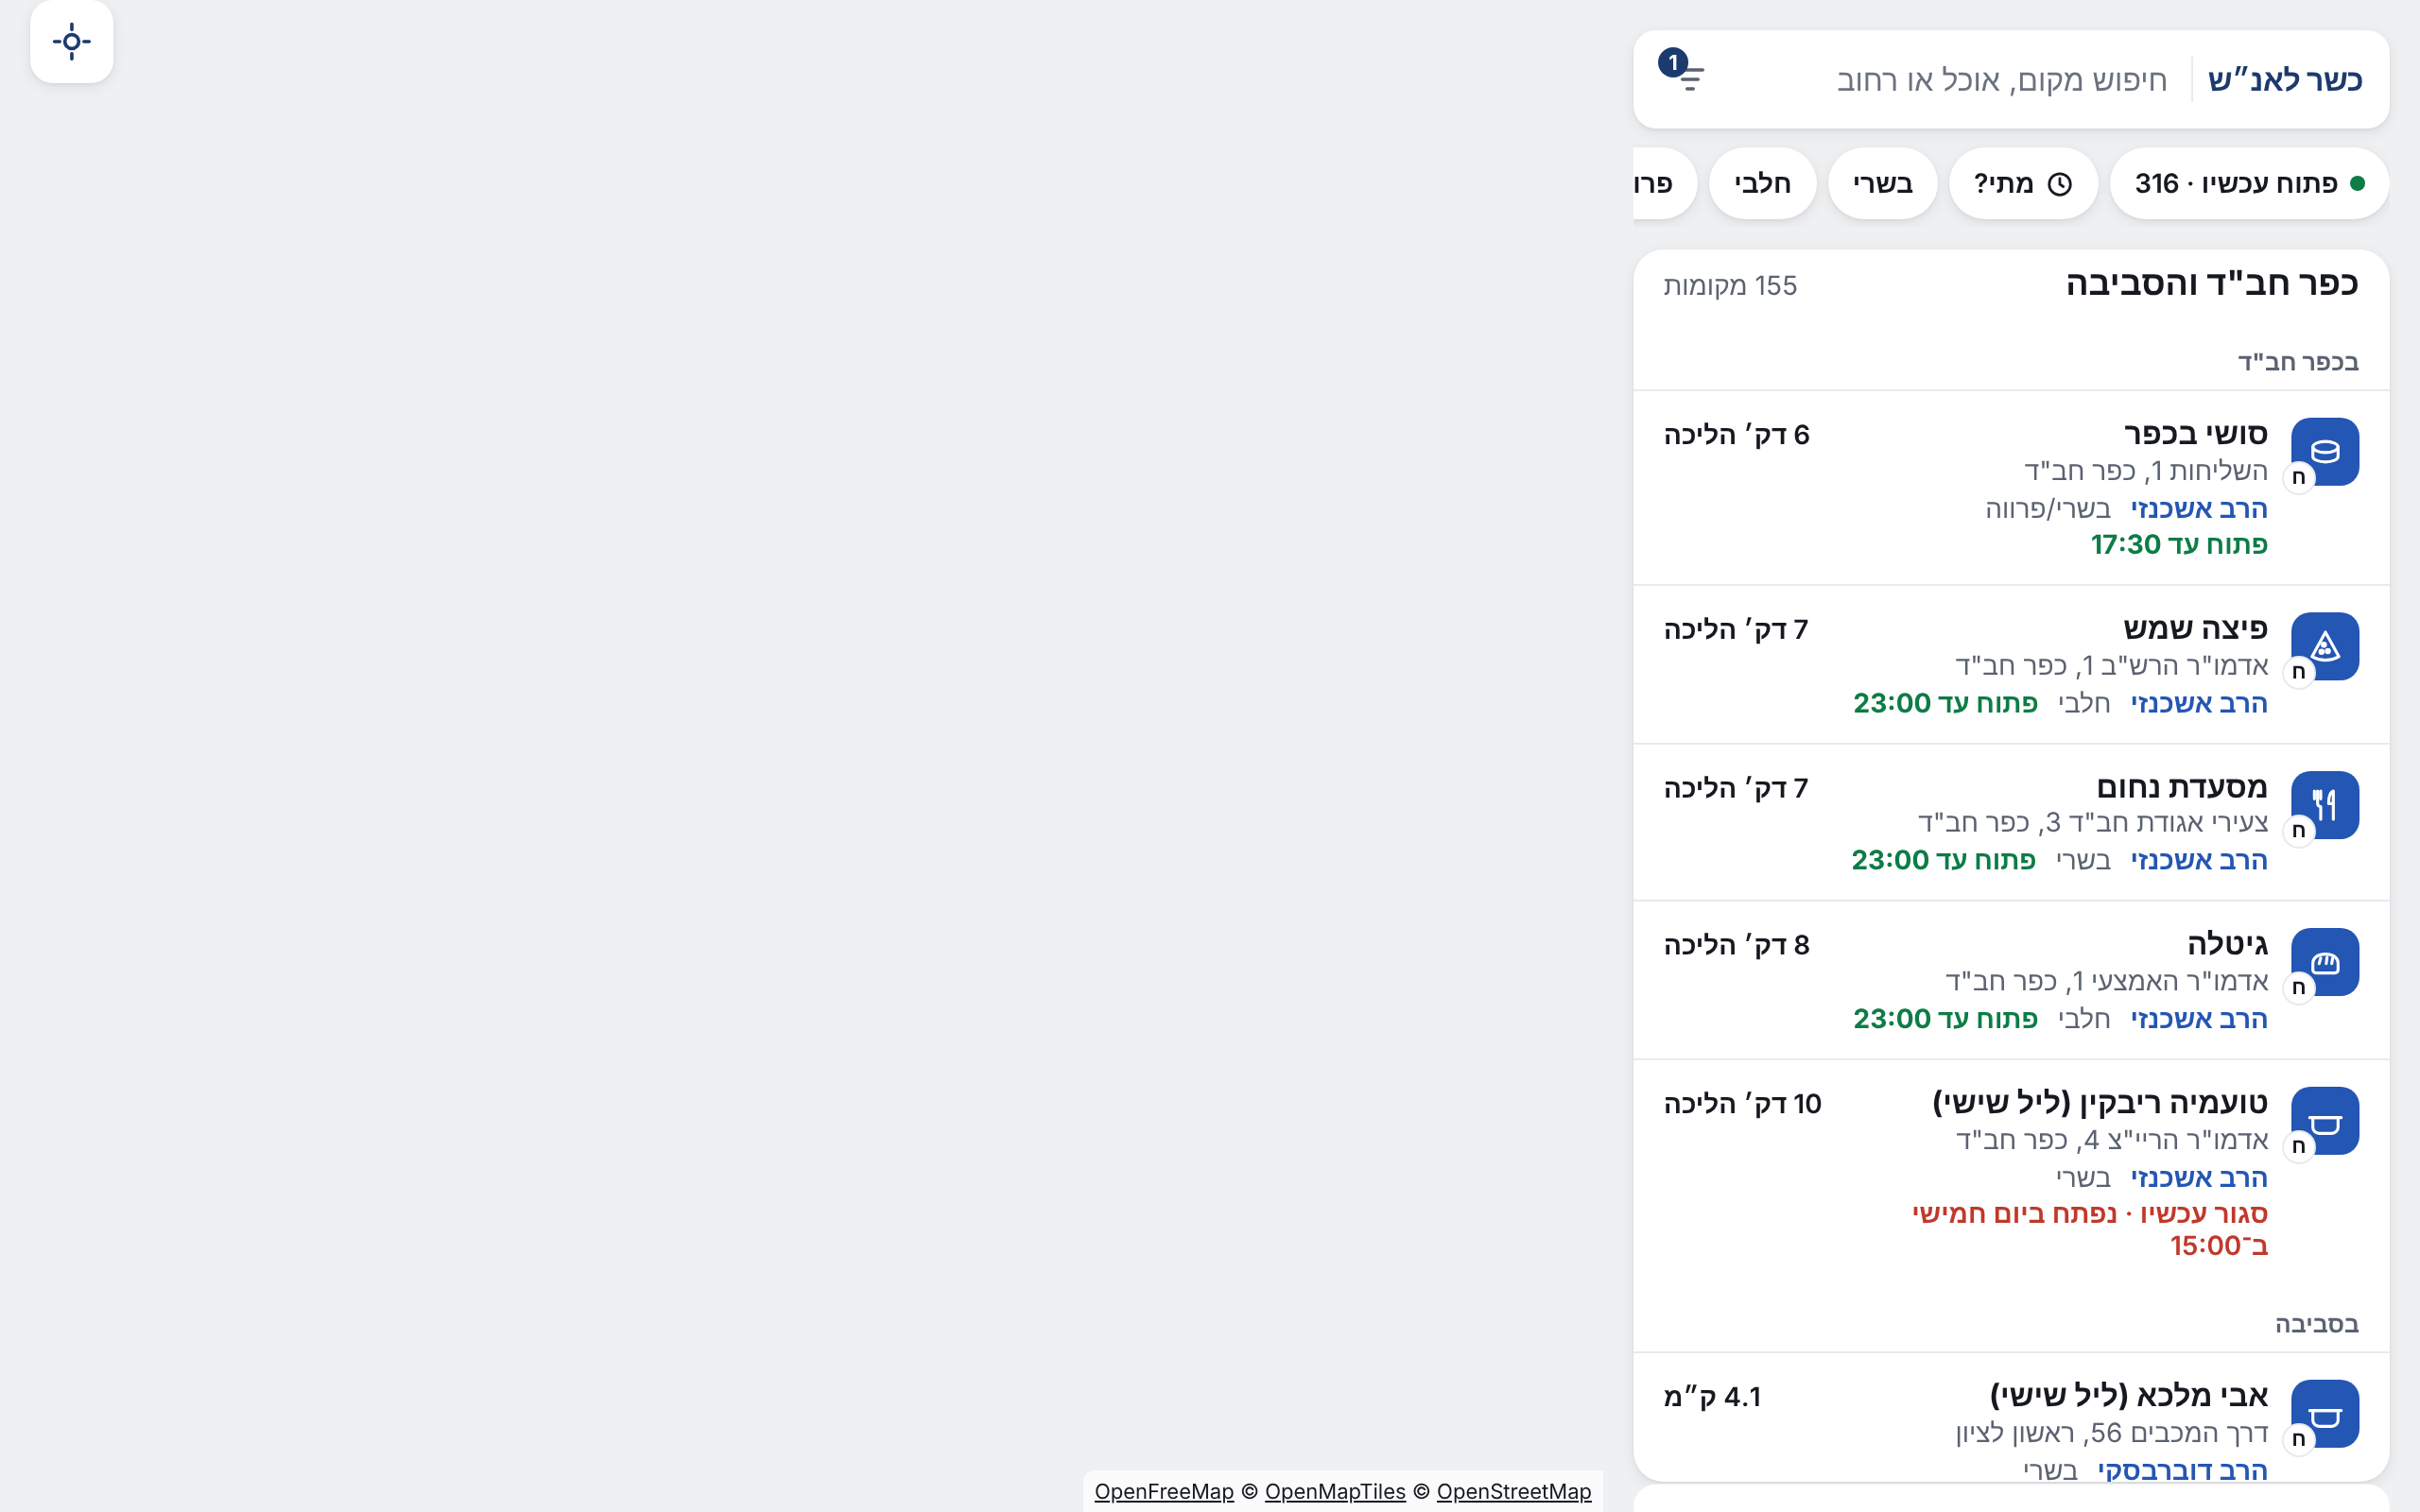 כשר לאנ״ש
חיפוש מקום, אוכל או רחוב
1
פתוח עכשיו · 316
מתי?
בשרי
חלבי
פרו
כפר חב"ד והסביבה
155 מקומות
בכפר חב"ד
סושי בכפר
6 דק׳ הליכה
השליחות 1, כפר חב"ד
הרב אשכנזי בשרי/פרווה
פתוח עד 17:30
ח
פיצה שמש
7 דק׳ הליכה
אדמו"ר הרש"ב 1, כפר חב"ד
הרב אשכנזי חלבי פתוח עד 23:00
ח
מסעדת נחום
7 דק׳ הליכה
צעירי אגודת חב"ד 3, כפר חב"ד
הרב אשכנזי בשרי פתוח עד 23:00
ח
גיטלה
8 דק׳ הליכה
אדמו"ר האמצעי 1, כפר חב"ד
הרב אשכנזי חלבי פתוח עד 23:00
ח
טועמיה ריבקין (ליל שישי)
10 דק׳ הליכה
אדמו"ר הריי"צ 4, כפר חב"ד
הרב אשכנזי בשרי
סגור עכשיו · נפתח ביום חמישי
ב־15:00
ח
בסביבה
אבי מלכא (ליל שישי)
4.1 ק״מ
דרך המכבים 56, ראשון לציון
הרב דוברבסקי בשרי
ח
OpenFreeMap © OpenMapTiles © OpenStreetMap